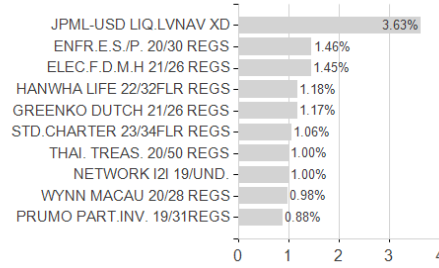 JPML-USD LIQ.LVNAV XD 3.63%
ENFR.E.S./P. 20/30 REGS 1.46%
ELEC.F.D.M.H 21/26 REGS 1.45%
HANWHA LIFE 22/32FLR REGS 1.18%
GREENKO DUTCH 21/26 REGS 1.17%
STD.CHARTER 23/34FLR REGS 1.06%
THAI. TREAS. 20/50 REGS 1.00%
NETWORK I2I 19/UND. 1.00%
WYNN MACAU 20/28 REGS 0.98%
PRUMO PART.INV. 19/31REGS 0.88%
0 1 2 3 4